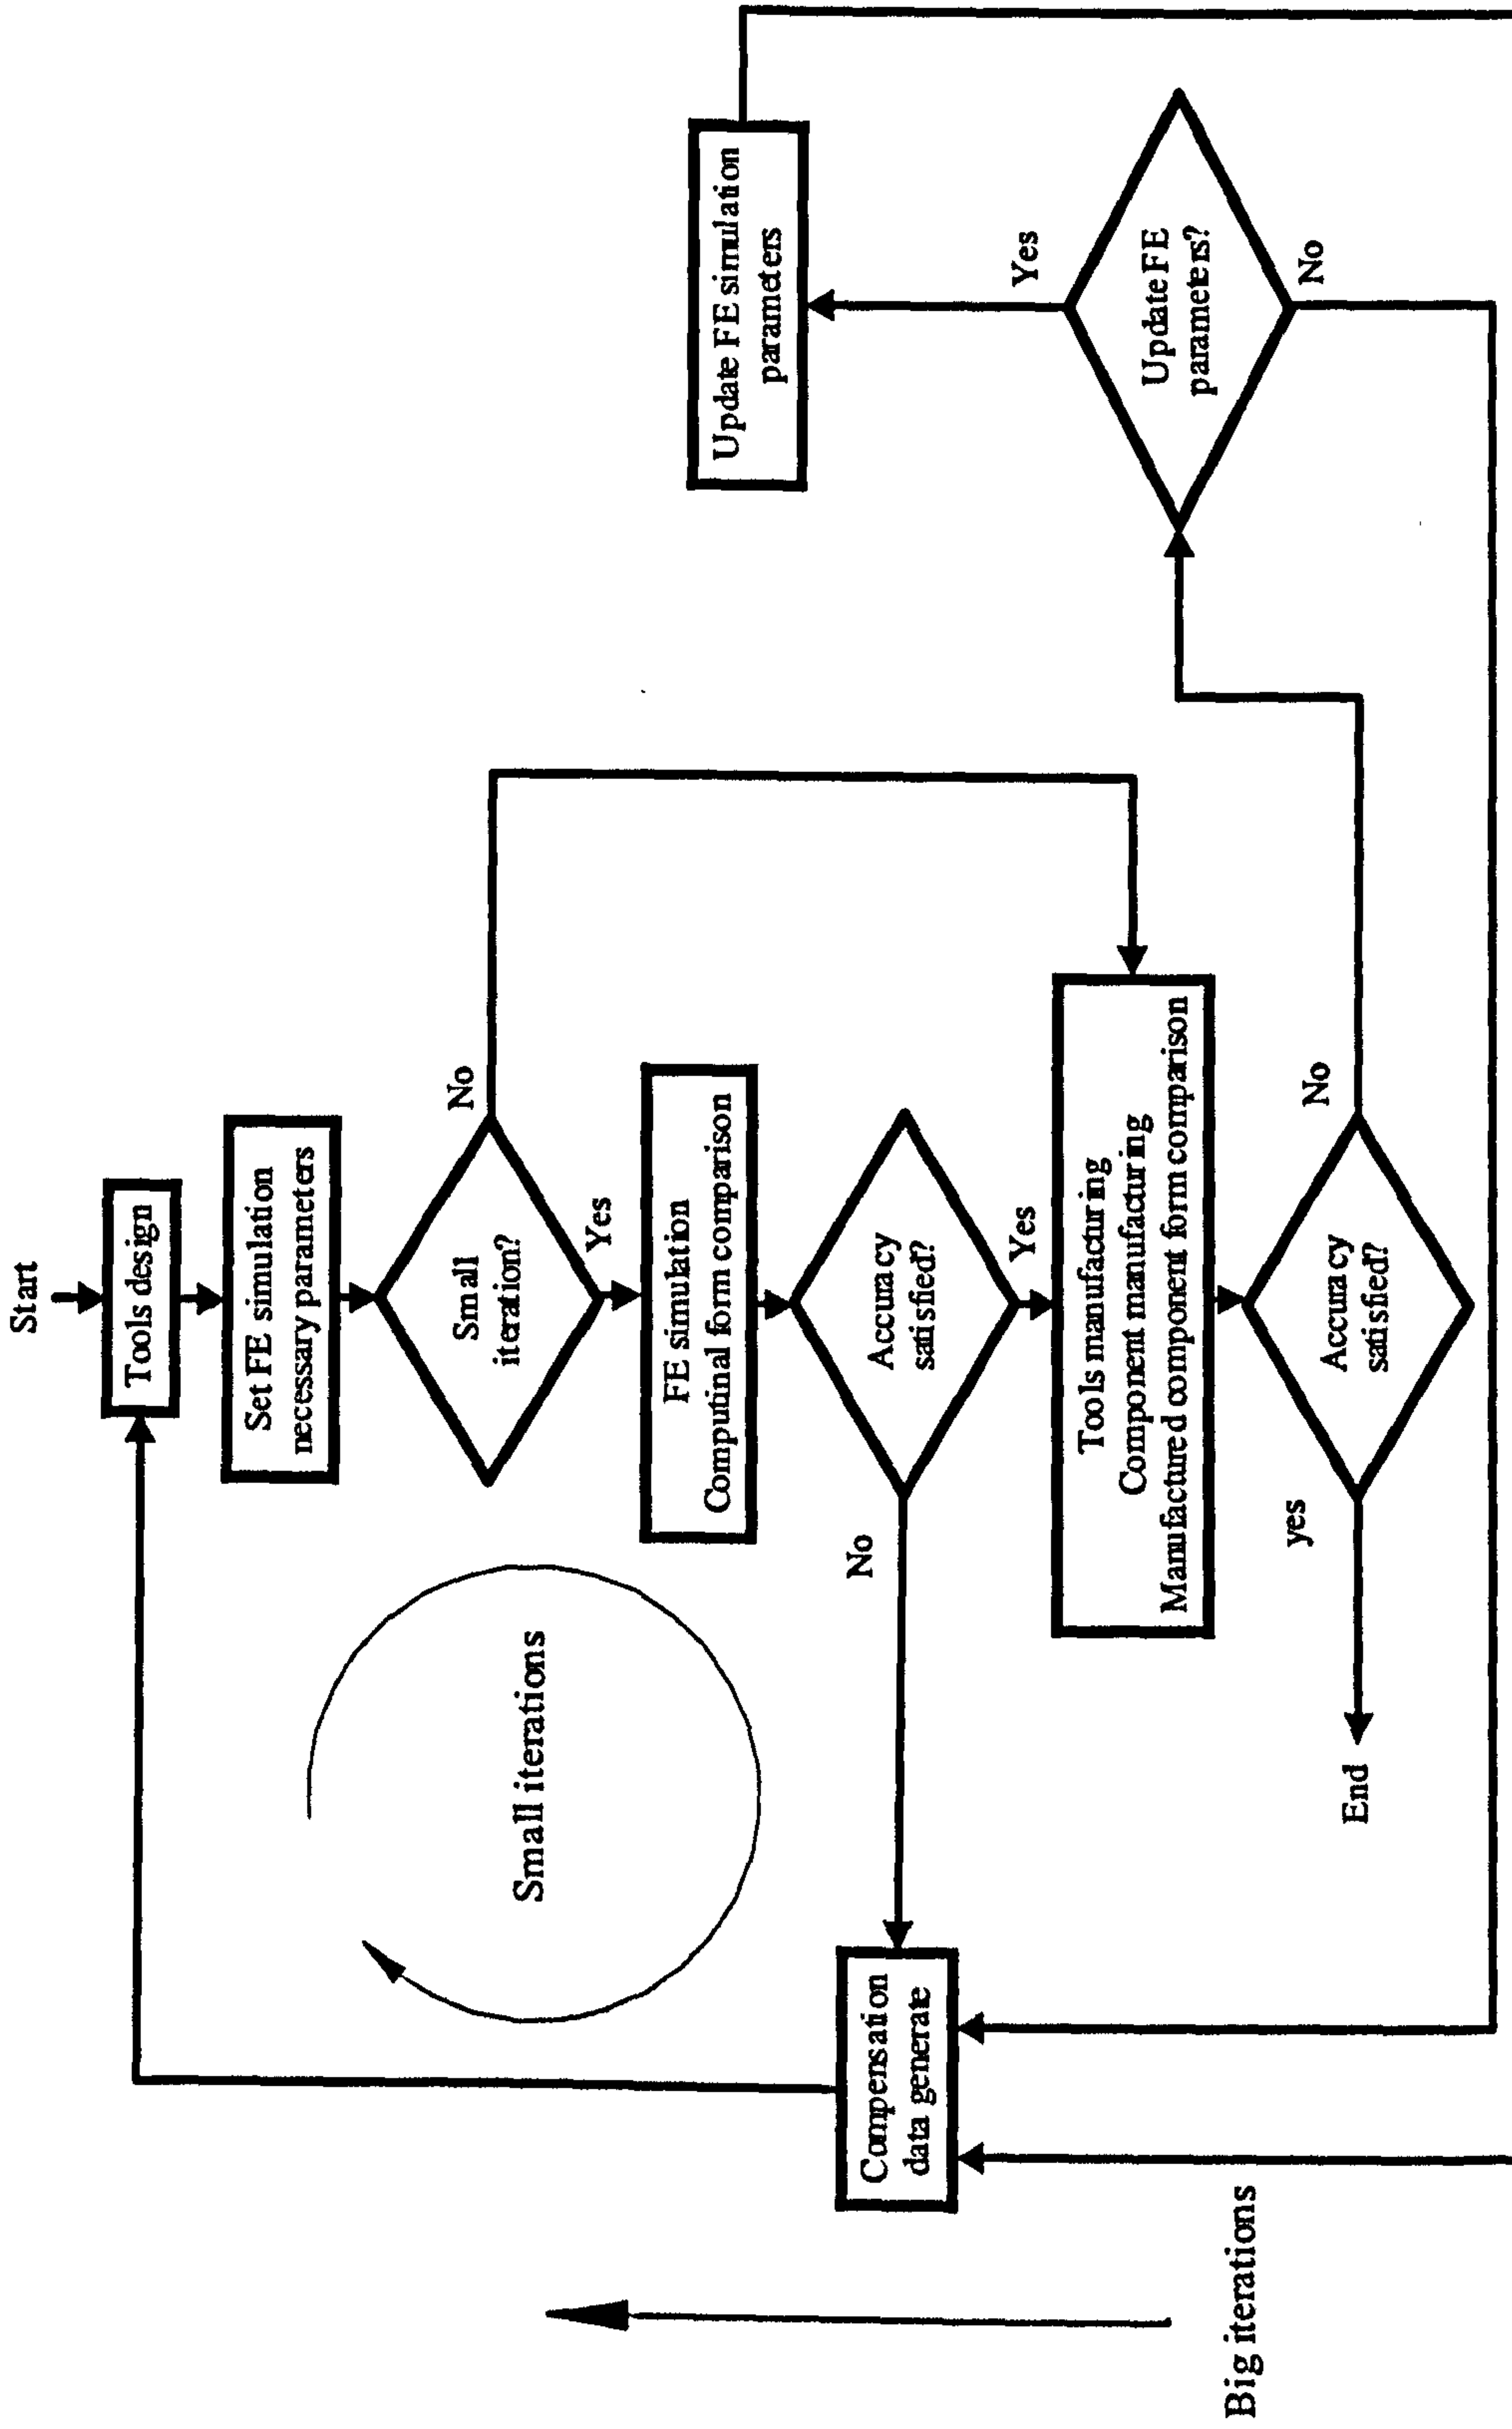 Start
Tools design
Set FE simulation
necessary parameters
Small
iteration?
No
Yes
FE simulation
Computinal form comparison
Accuracy
satisfied?
No
Yes
Tools manufacturing
Component manufacturing
Manufactured component form comparison
Accuracy
satisfied?
yes
No
End
Update FE simulation
parameters
Yes
Update FE
parameters?
No
Small iterations
Compensation
data generate
Big iterations